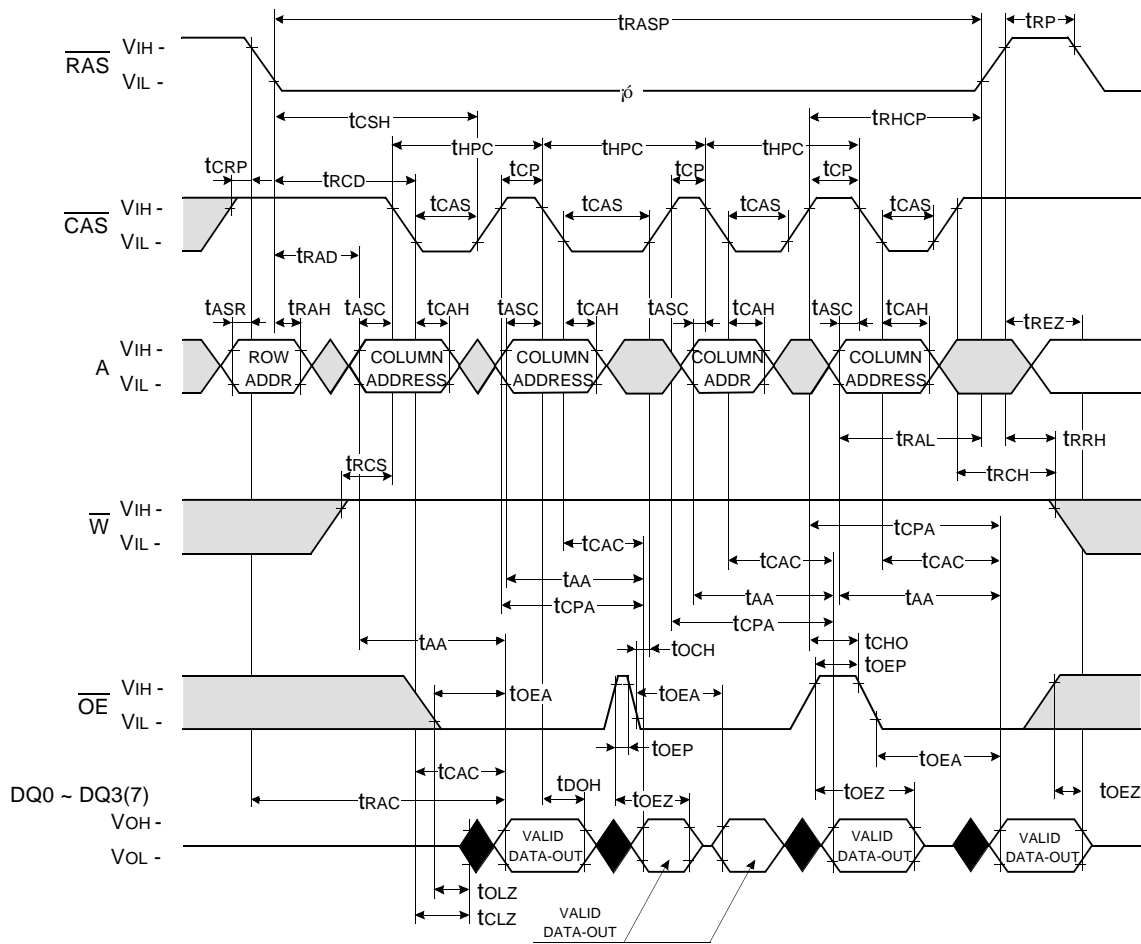 tRASP tRP
RAS VIH -
VIL -
¡ó
tCSH tRHCP
tHPC tHPC tHPC
tCRP tRCD tCP tCP tCP
CAS VIH -
VIL -
tCAS tCAS tCAS tCAS
tRAD
tASR tRAH tASC tCAH tASC tCAH tASC tCAH tASC tCAH tREZ
A VIH -
VIL -
ROW ADDR
COLUMN ADDRESS
COLUMN ADDRESS
COLUMN ADDR
COLUMN ADDRESS
tRAL tRRH
tRCS tRCH
W VIH -
VIL -
tCPA
tCAC tCAC tCAC
tAA tAA tAA
tCPA tCPA
tAA tOCH tCHO
tOEP
OE VIH -
VIL -
tOEA tOEA
tOEP tOEA
tCAC tDOH
DQ0 ~ DQ3(7)
tRAC tOEZ tOEZ tOEZ
VOH -
VOL -
VALID DATA-OUT
VALID DATA-OUT
VALID DATA-OUT
tOLZ
tCLZ
VALID
DATA-OUT